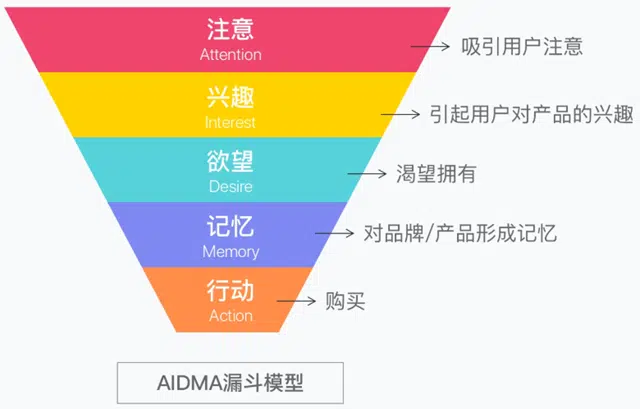 注意
Attention
吸引用户注意
兴趣
Interest
引起用户对产品的兴趣
欲望
Desire
渴望拥有
记忆
Memory
对品牌/产品形成记忆
行动
Action
购买
AIDMA漏斗模型